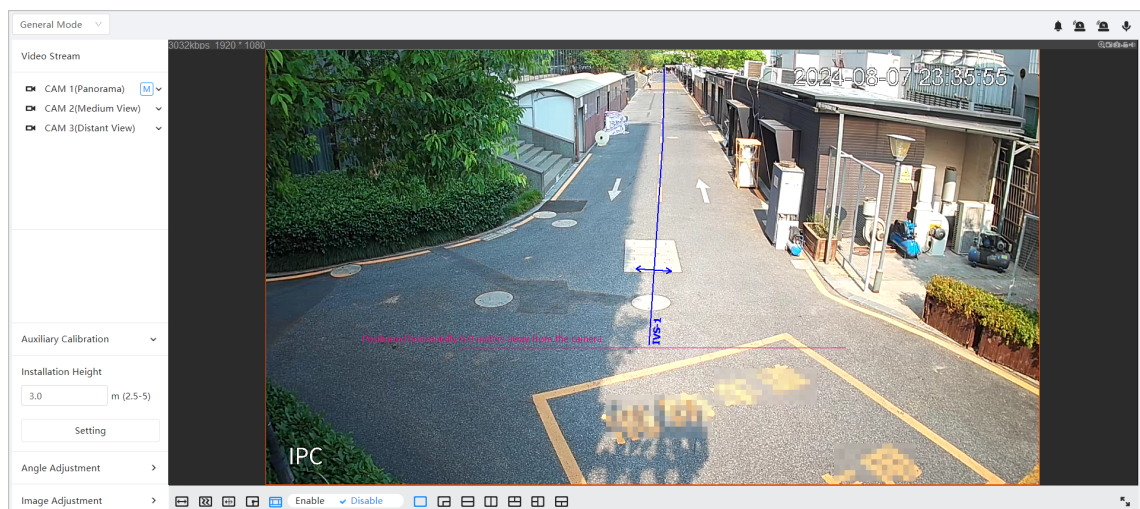 General Mode
Video Stream
CAM 1(Panorama) M
CAM 2(Medium View)
CAM 3(Distant View)
Auxiliary Calibration
Installation Height
3.0 m (2.5-5)
Setting
Angle Adjustment
Image Adjustment
3032kbps 1920 * 1080
2024-08-07 23:35:55
IVS-1
IPC
Enable Disable